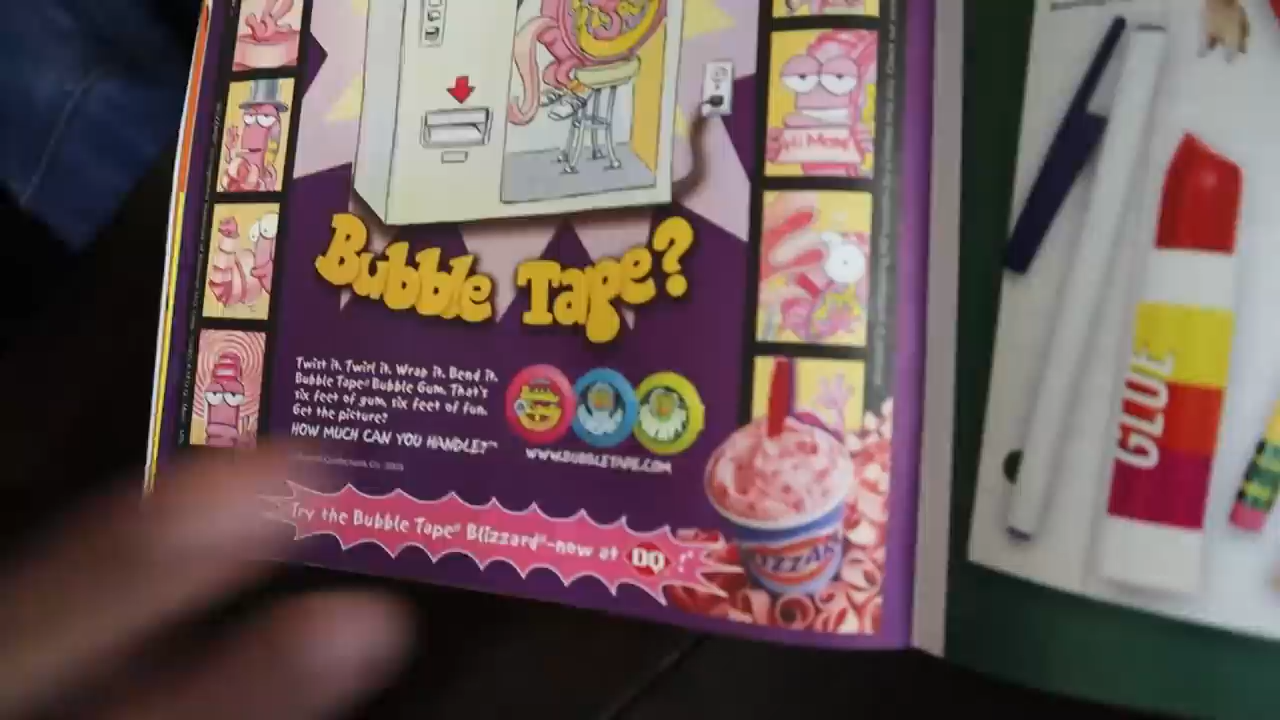 Hi Mom!
Bubble Tape?
Twist it. Twirl it. Wrap it. Bend it.
Bubble Tape® Bubble Gum. That's
six feet of gum, six feet of fun.
Get the picture?
HOW MUCH CAN YOU HANDLE?™
WWW.BUBBLETAPE.COM
Try the Bubble Tape® Blizzard®-now at DQ®!
GLUE